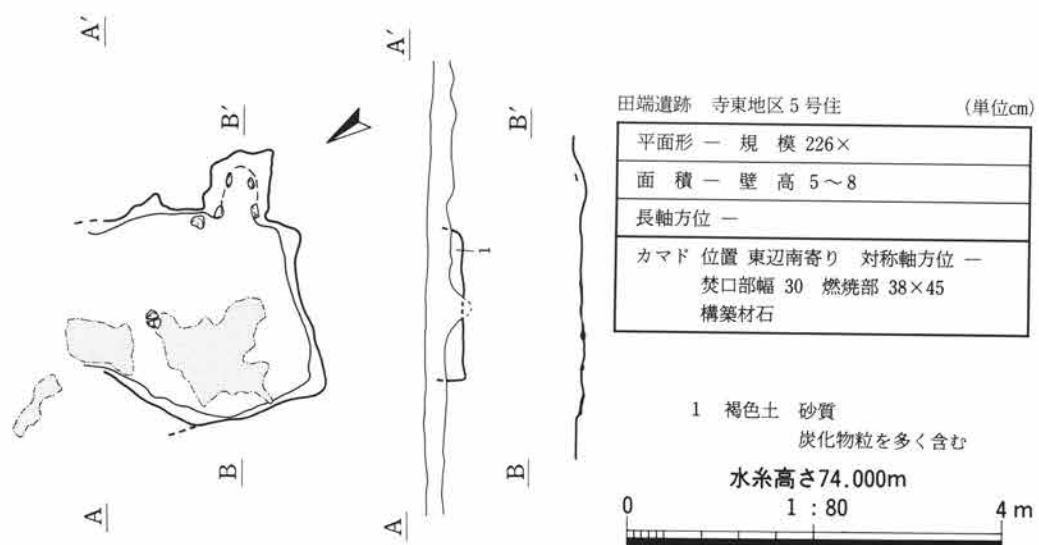 A'
A'
B'
B'
1
B
B
A
A
田端遺跡 寺東地区5号住 (単位cm)
平面形 — 規 模 226×
面 積 — 壁 高 5~8
長軸方位 —
カマド 位置 東辺南寄り 対称軸方位 —
焚口部幅 30 燃焼部 38×45
構築材石
1 褐色土 砂質
炭化物粒を多く含む
水糸高さ74.000m
0 1:80 4m